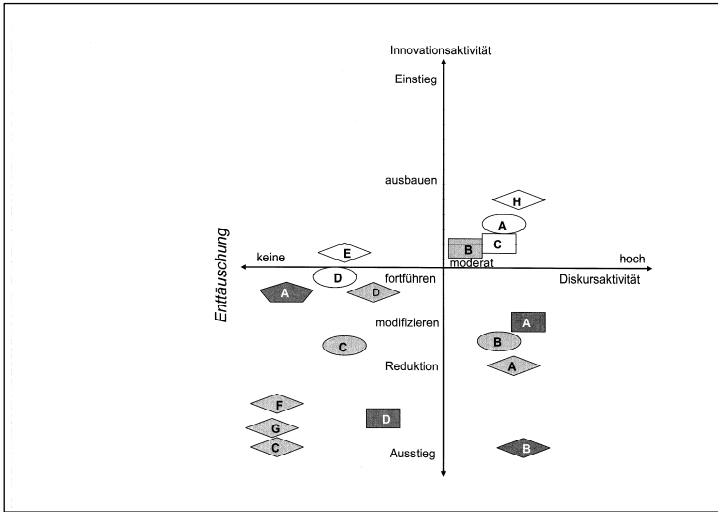 Innovationsaktivität
Einstieg
ausbauen
H
A
B
C
Enttäuschung
keine
E
moderat
hoch
D
fortführen
Diskursaktivität
A
D
modifizieren
A
C
B
Reduktion
A
F
D
G
C
Ausstieg
B